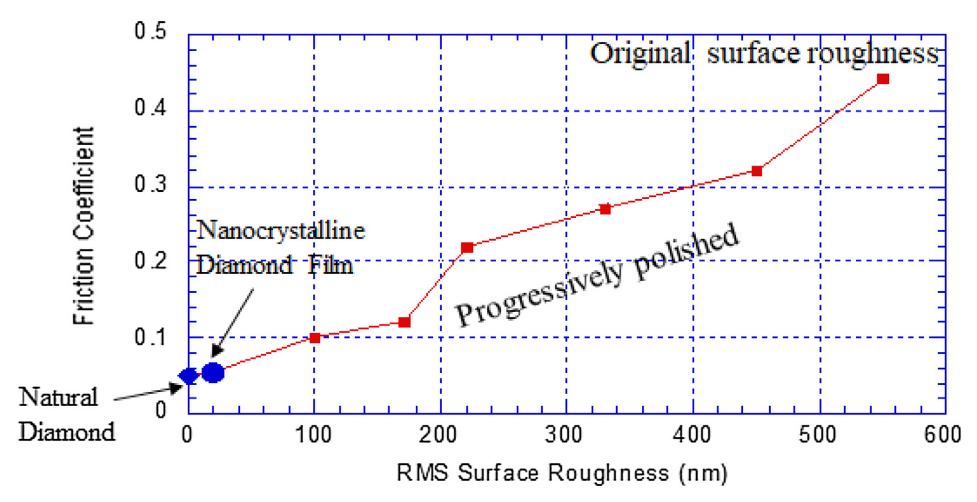 0.5
Original surface roughness
0.4
0.3
Friction Coefficient
Nanocrystalline
Diamond Film
Progressively polished
0.2
0.1
Natural
Diamond
0
0 100 200 300 400 500 600
RMS Surface Roughness (nm)